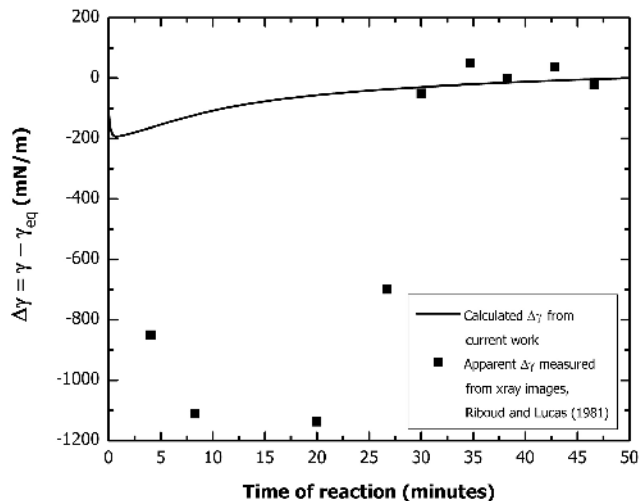 200
0
-200
-400
-600
-800
-1000
-1200
Δγ = γ − γeq (mN/m)
0 5 10 15 20 25 30 35 40 45 50
Time of reaction (minutes)
Calculated Δγ from
current work
Apparent Δγ measured
from xray images,
Riboud and Lucas (1981)